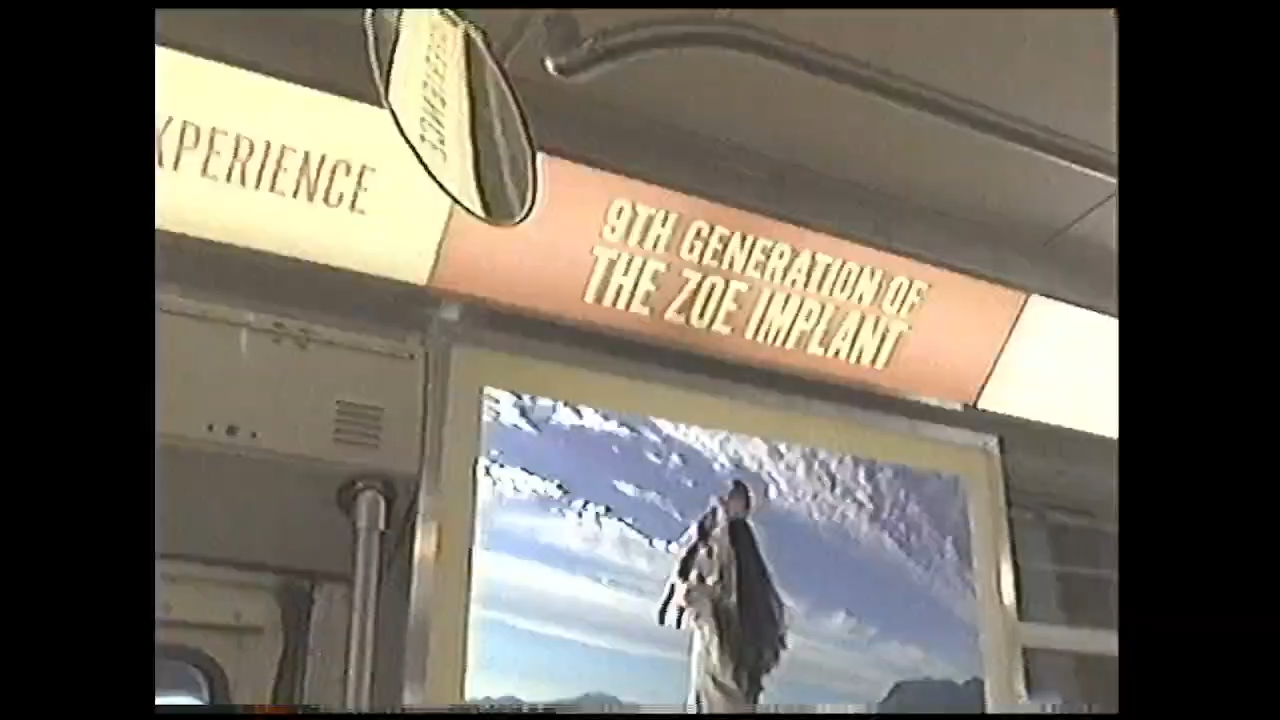 XPERIENCE
9TH GENERATION OF
THE ZOE IMPLANT